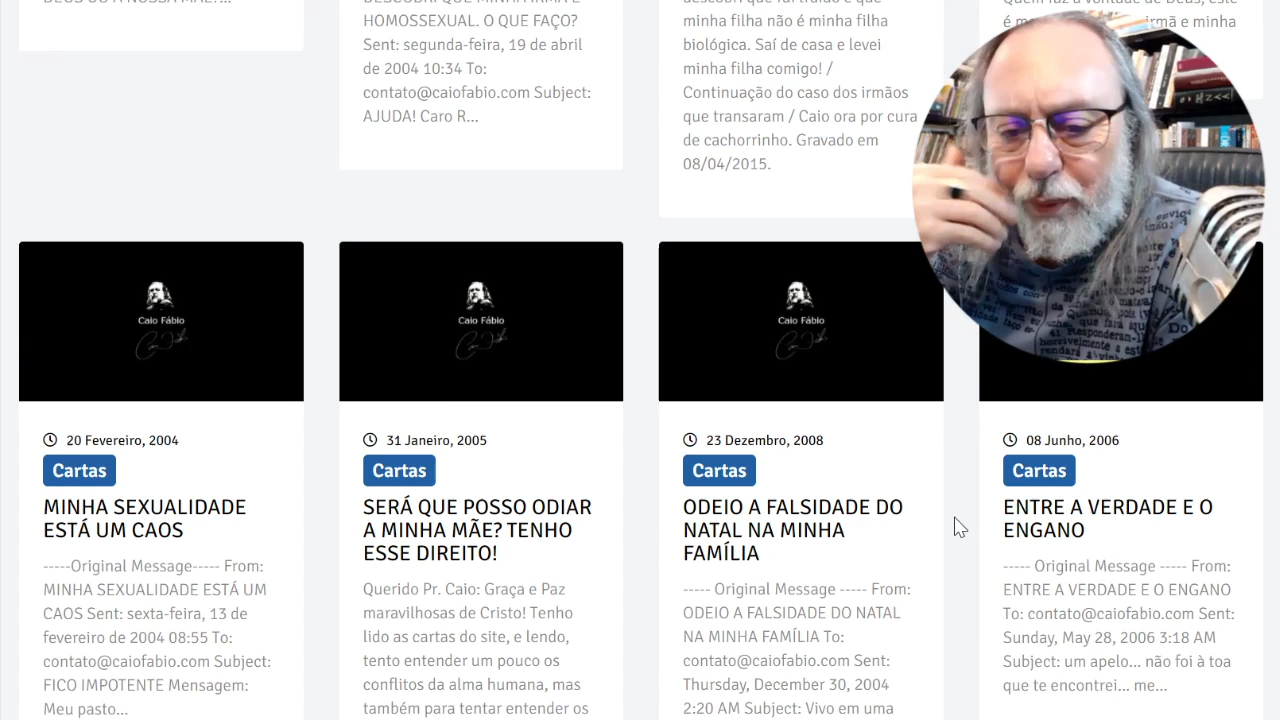 DEUS OU A NOSSA MÃE?...
HOMOSSEXUAL. O QUE FAÇO?
Sent: segunda-feira, 19 de abril
de 2004 10:34 To:
contato@caiofabio.com Subject:
AJUDA! Caro R...
minha filha não é minha filha
biológica. Saí de casa e levei
minha filha comigo! /
Continuação do caso dos irmãos
que transaram / Caio ora por cura
de cachorrinho. Gravado em
08/04/2015.
Caio Fábio
Caio Fábio
Caio Fábio
20 Fevereiro, 2004
Cartas
MINHA SEXUALIDADE
ESTÁ UM CAOS
-----Original Message----- From:
MINHA SEXUALIDADE ESTÁ UM
CAOS Sent: sexta-feira, 13 de
fevereiro de 2004 08:55 To:
contato@caiofabio.com Subject:
FICO IMPOTENTE Mensagem:
Meu pasto...
31 Janeiro, 2005
Cartas
SERÁ QUE POSSO ODIAR
A MINHA MÃE? TENHO
ESSE DIREITO!
Querido Pr. Caio: Graça e Paz
maravilhosas de Cristo! Tenho
lido as cartas do site, e lendo,
tento entender um pouco os
conflitos da alma humana, mas
também para tentar entender os
23 Dezembro, 2008
Cartas
ODEIO A FALSIDADE DO
NATAL NA MINHA
FAMÍLIA
----- Original Message ----- From:
ODEIO A FALSIDADE DO NATAL
NA MINHA FAMÍLIA To:
contato@caiofabio.com Sent:
Thursday, December 30, 2004
2:20 AM Subject: Vivo em uma
08 Junho, 2006
Cartas
ENTRE A VERDADE E O
ENGANO
----- Original Message ----- From:
ENTRE A VERDADE E O ENGANO
To: contato@caiofabio.com Sent:
Sunday, May 28, 2006 3:18 AM
Subject: um apelo... não foi à toa
que te encontrei... me...